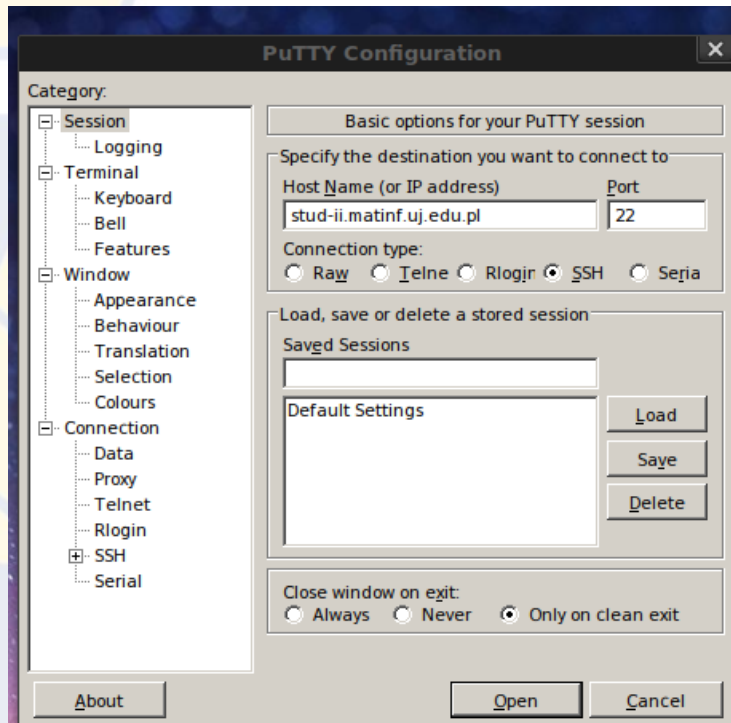 PuTTY Configuration
Category:
Session
Logging
Terminal
Keyboard
Bell
Features
Window
Appearance
Behaviour
Translation
Selection
Colours
Connection
Data
Proxy
Telnet
Rlogin
SSH
Serial
Basic options for your PuTTY session
Specify the destination you want to connect to
Host Name (or IP address) Port
stud-ii.matinf.uj.edu.pl 22
Connection type:
Raw Telne Rlogin SSH Seria
Load, save or delete a stored session
Saved Sessions
Default Settings
Load
Save
Delete
Close window on exit:
Always Never Only on clean exit
About Open Cancel